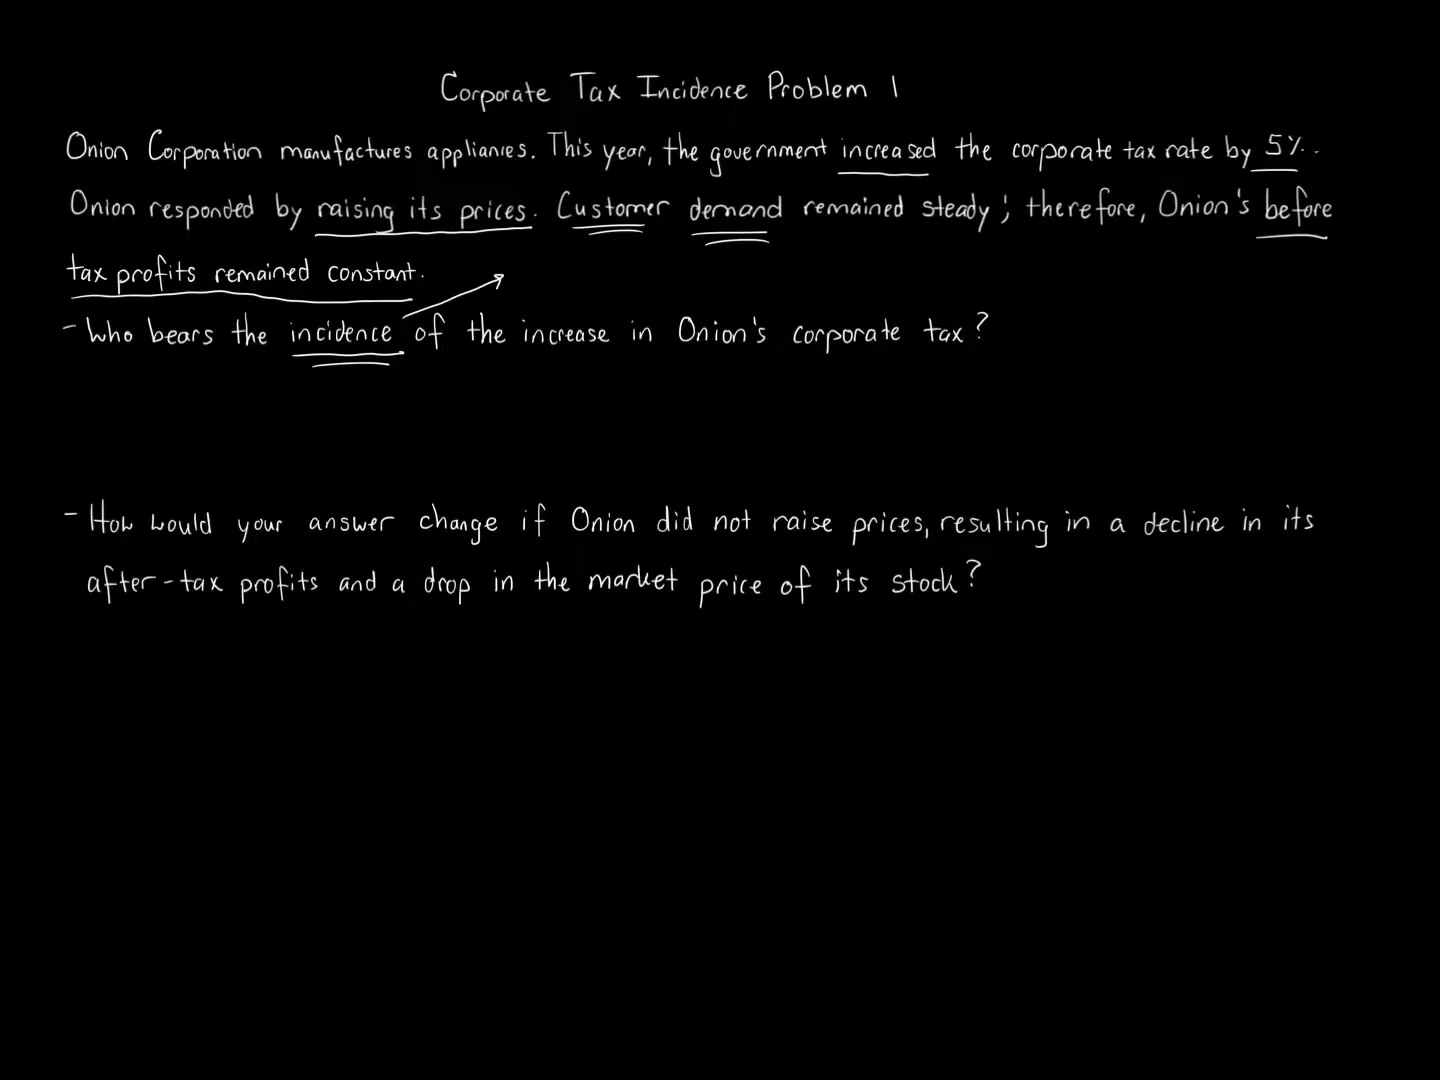 Corporate Tax Incidence Problem 1
Onion Corporation manufactures appliances. This year, the government increased the corporate tax rate by 5%.
Onion responded by raising its prices. Customer demand remained steady; therefore, Onion's before
tax profits remained constant.
- Who bears the incidence of the increase in Onion's corporate tax?
- How would your answer change if Onion did not raise prices, resulting in a decline in its
after-tax profits and a drop in the market price of its stock?